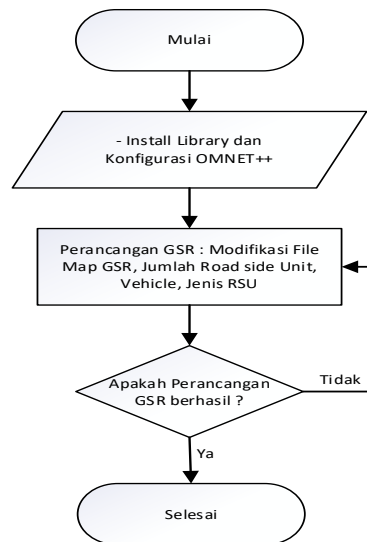 Mulai
- Install Library dan
Konfigurasi OMNET++
Perancangan GSR : Modifikasi File
Map GSR, Jumlah Road side Unit,
Vehicle, Jenis RSU
Apakah Perancangan
GSR berhasil ?
Tidak
Ya
Selesai